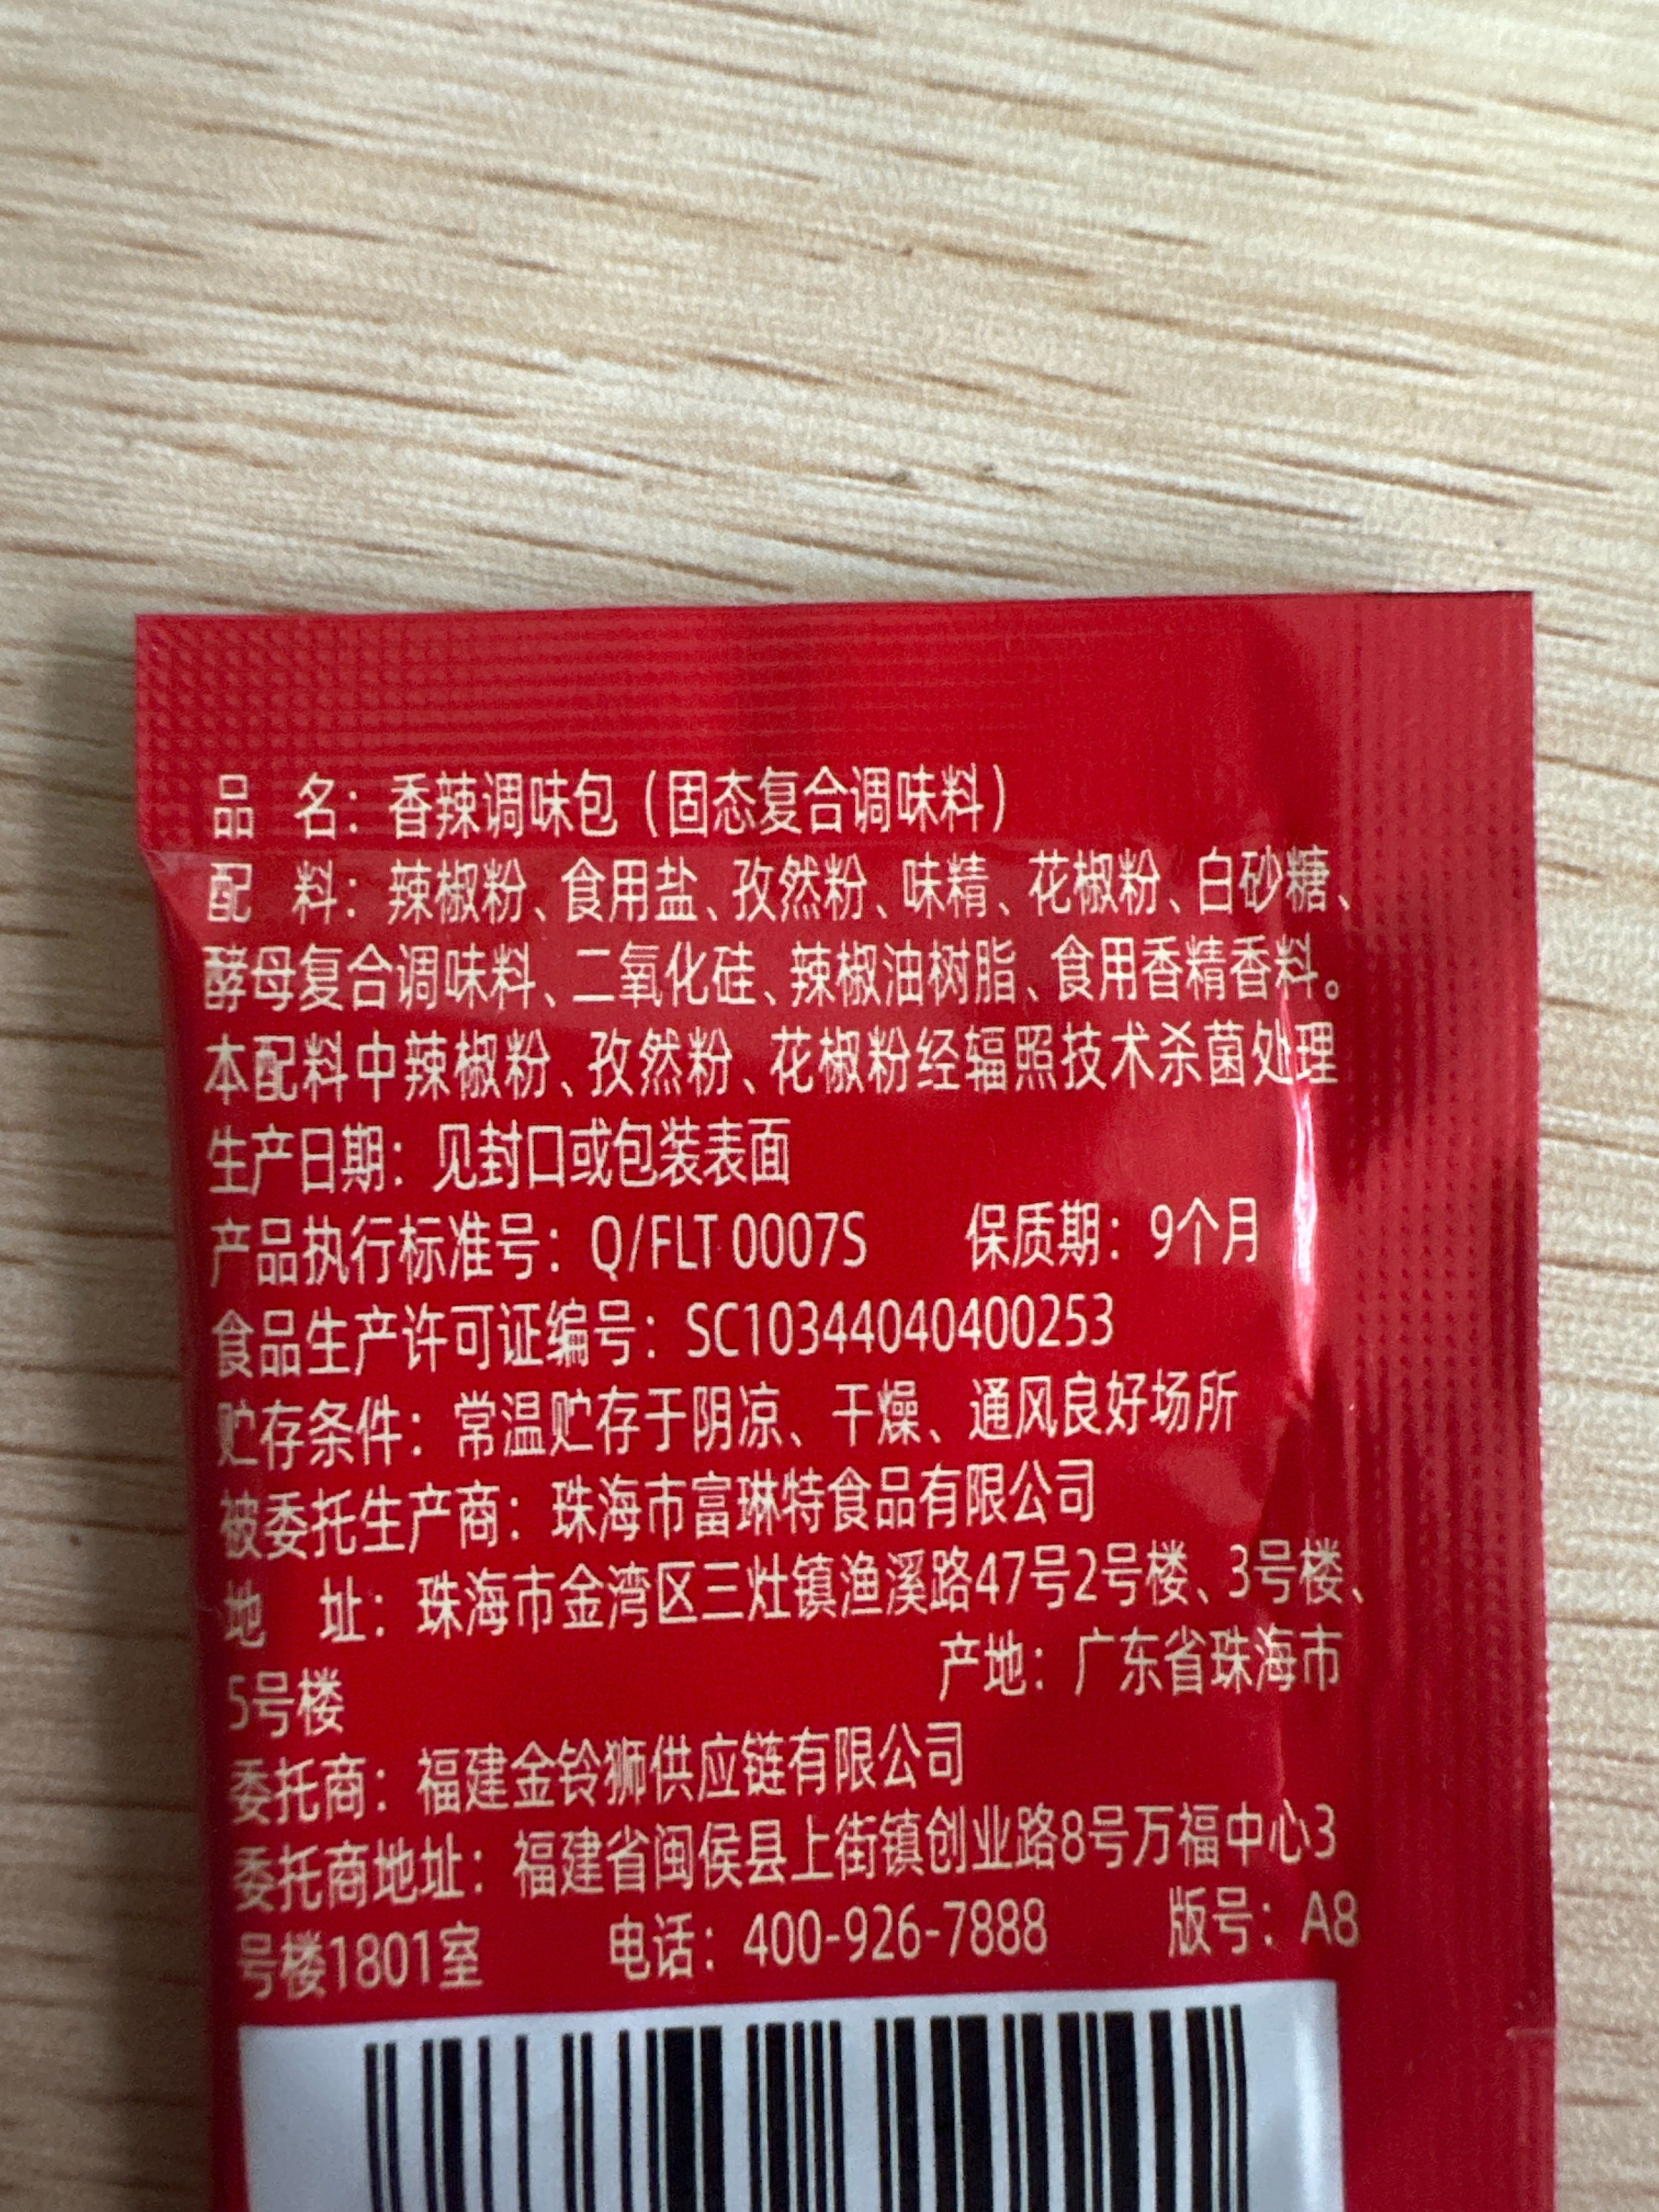 品 名：香辣调味包（固态复合调味料）
配 料：辣椒粉、食用盐、孜然粉、味精、花椒粉、白砂糖、
酵母复合调味料、二氧化硅、辣椒油树脂、食用香精香料。
本配料中辣椒粉、孜然粉、花椒粉经辐照技术杀菌处理
生产日期：见封口或包装表面
产品执行标准号：Q/FLT 0007S 保质期：9个月
食品生产许可证编号：SC10344040400253
贮存条件：常温贮存于阴凉、干燥、通风良好场所
被委托生产商：珠海市富琳特食品有限公司
地 址：珠海市金湾区三灶镇渔溪路47号2号楼、3号楼、
5号楼 产地：广东省珠海市
委托商：福建金铃狮供应链有限公司
委托商地址：福建省闽侯县上街镇创业路8号万福中心3
号楼1801室 电话：400-926-7888 版号：A8